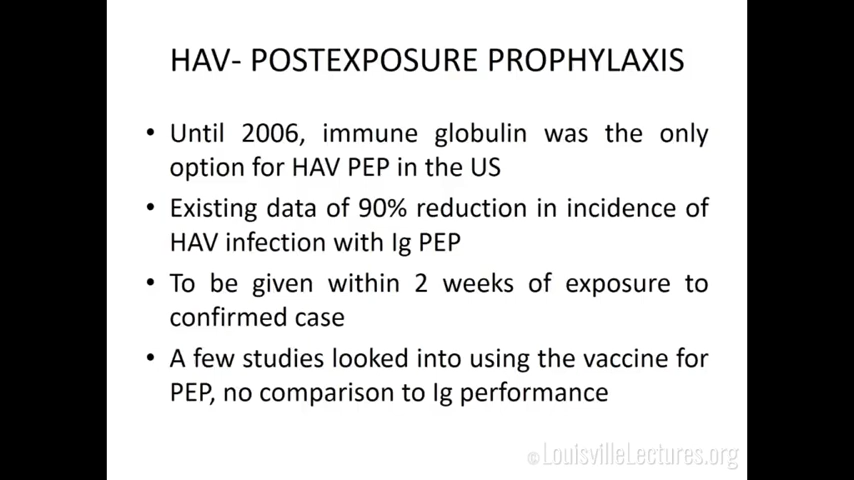 HAV- POSTEXPOSURE PROPHYLAXIS
• Until 2006, immune globulin was the only
option for HAV PEP in the US
• Existing data of 90% reduction in incidence of
HAV infection with Ig PEP
• To be given within 2 weeks of exposure to
confirmed case
• A few studies looked into using the vaccine for
PEP, no comparison to Ig performance
©LouisvilleLectures.org